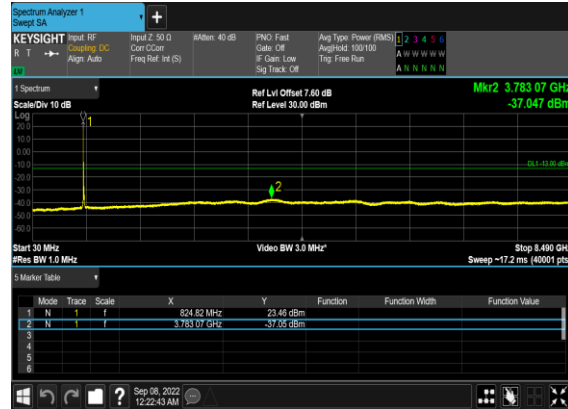 Spectrum Analyzer 1
Swept SA
KEYSIGHT Input: RF Input Z: 50 Ω #Atten: 40 dB PNO: Fast Avg Type: Power (RMS) 1 2 3 4 5 6
R T Coupling: DC Corr CCorr Gate: Off Avg|Hold: 100/100 A W W W W W
Align: Auto Freq Ref: Int (S) IF Gain: Low Trig: Free Run
Sig Track: Off A N N N N N
LXI
1 Spectrum Ref Lvl Offset 7.60 dB Mkr2 3.783 07 GHz
Scale/Div 10 dB Ref Level 30.00 dBm -37.047 dBm
Log
1
20.0
10.0
0.00
-10.0
DL1 -13.00 dBm
-20.0
-30.0
2
-40.0
-50.0
-60.0
Start 30 MHz Video BW 3.0 MHz* Stop 8.490 GHz
#Res BW 1.0 MHz Sweep ~17.2 ms (40001 pts)
5 Marker Table
Mode Trace Scale X Y Function Function Width Function Value
1 N 1 f 824.82 MHz 23.46 dBm
2 N 1 f 3.783 07 GHz -37.05 dBm
3
4
5
6
? Sep 08, 2022
12:22:43 AM